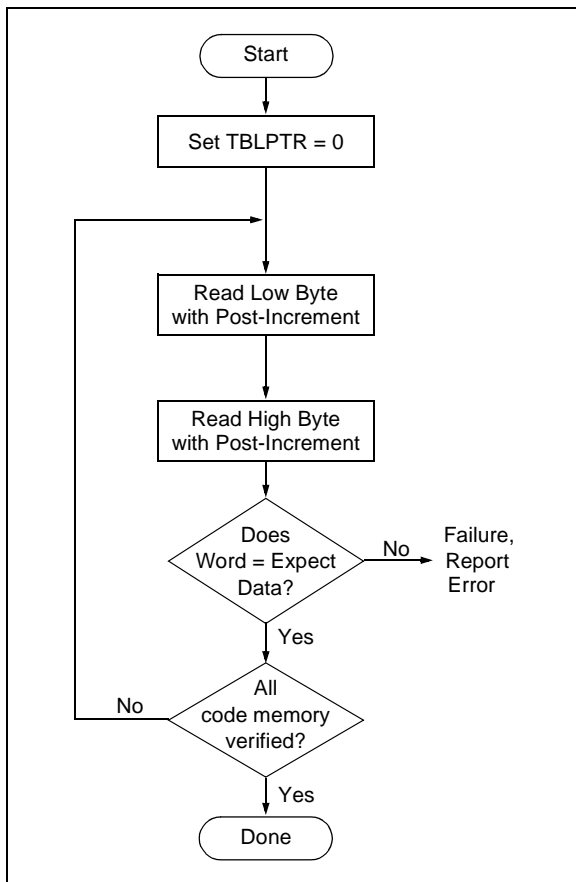 Start
Set TBLPTR = 0
Read Low Byte
with Post-Increment
Read High Byte
with Post-Increment
Does
Word = Expect
Data?
No
Failure,
Report
Error
Yes
All
code memory
verified?
No
Yes
Done